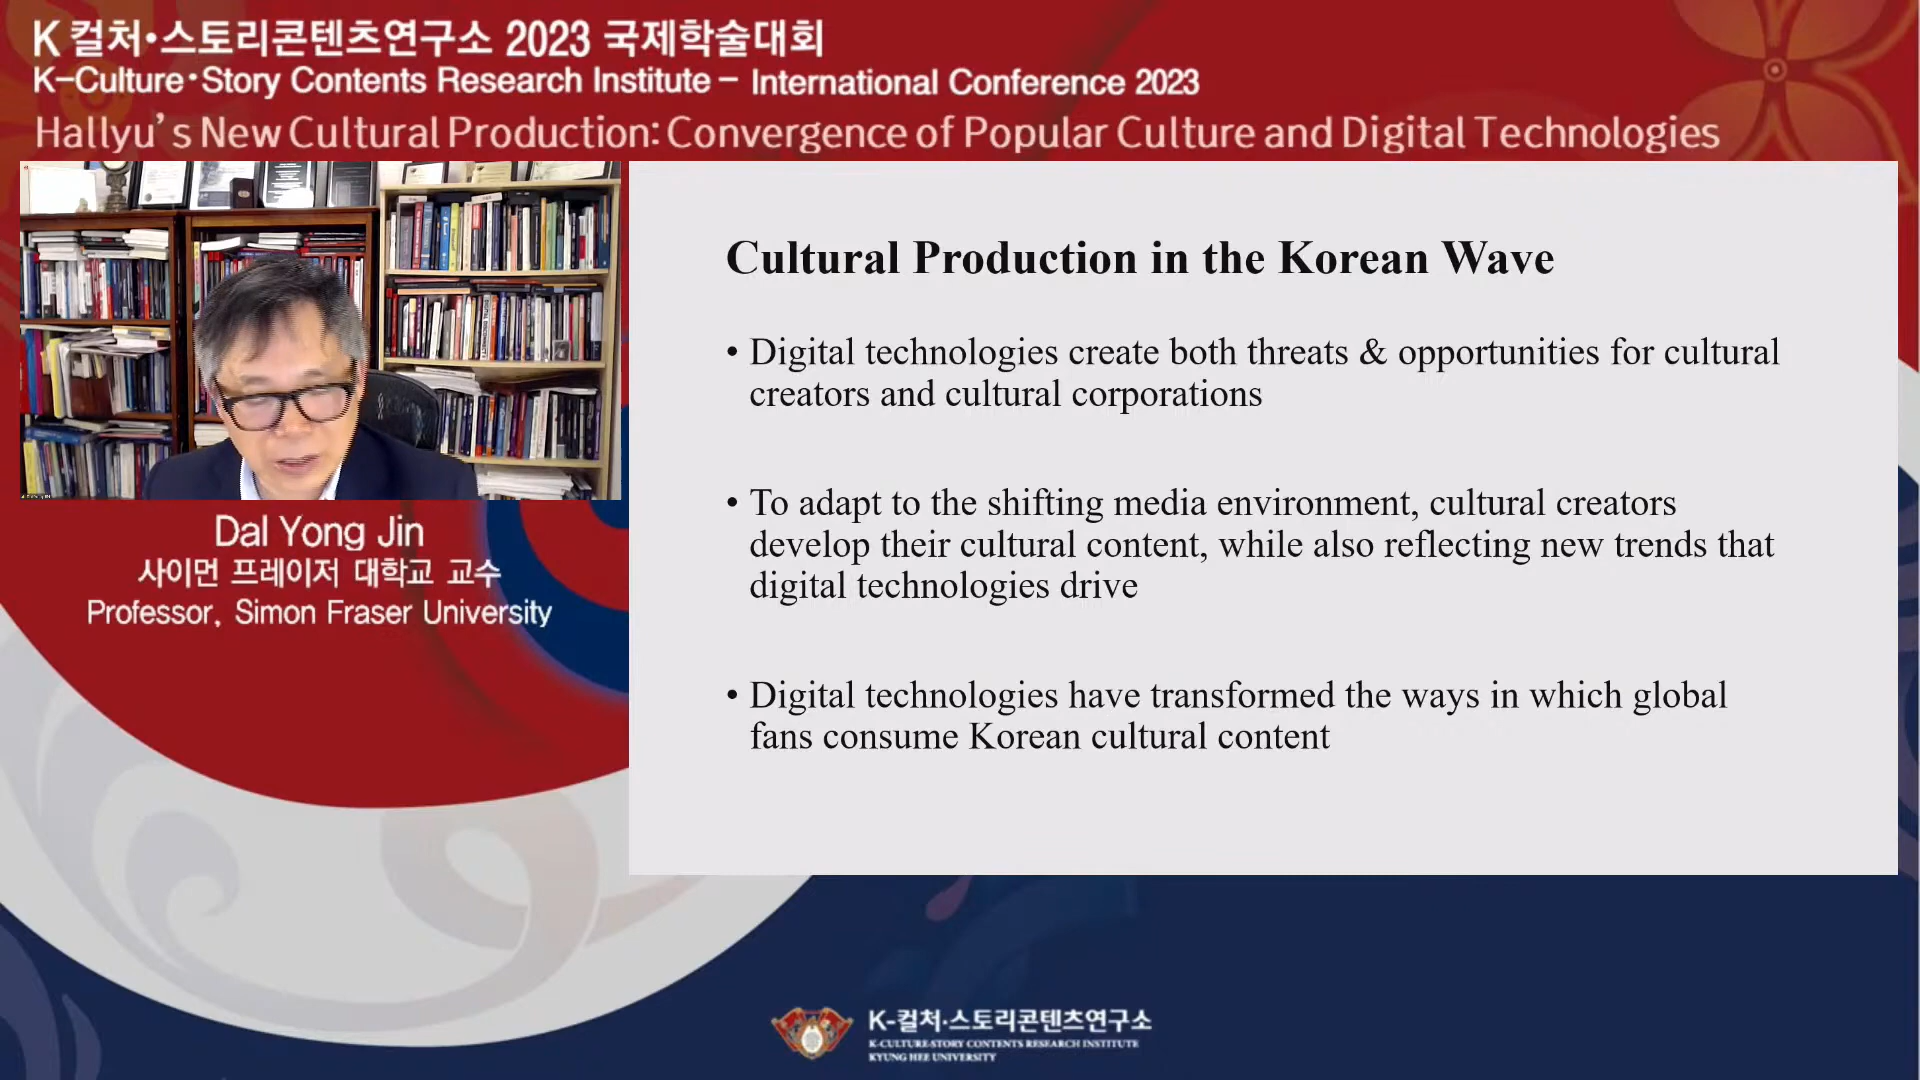 K컬처•스토리콘텐츠연구소 2023 국제학술대회
K-Culture•Story Contents Research Institute - International Conference 2023
Hallyu's New Cultural Production: Convergence of Popular Culture and Digital Technologies
Dal Yong Jin
사이먼 프레이저 대학교 교수
Professor, Simon Fraser University
Cultural Production in the Korean Wave
• Digital technologies create both threats & opportunities for cultural
creators and cultural corporations
• To adapt to the shifting media environment, cultural creators
develop their cultural content, while also reflecting new trends that
digital technologies drive
• Digital technologies have transformed the ways in which global
fans consume Korean cultural content
K-컬처•스토리콘텐츠연구소
K-CULTURE•STORY CONTENTS RESEARCH INSTITUTE
KYUNG HEE UNIVERSITY